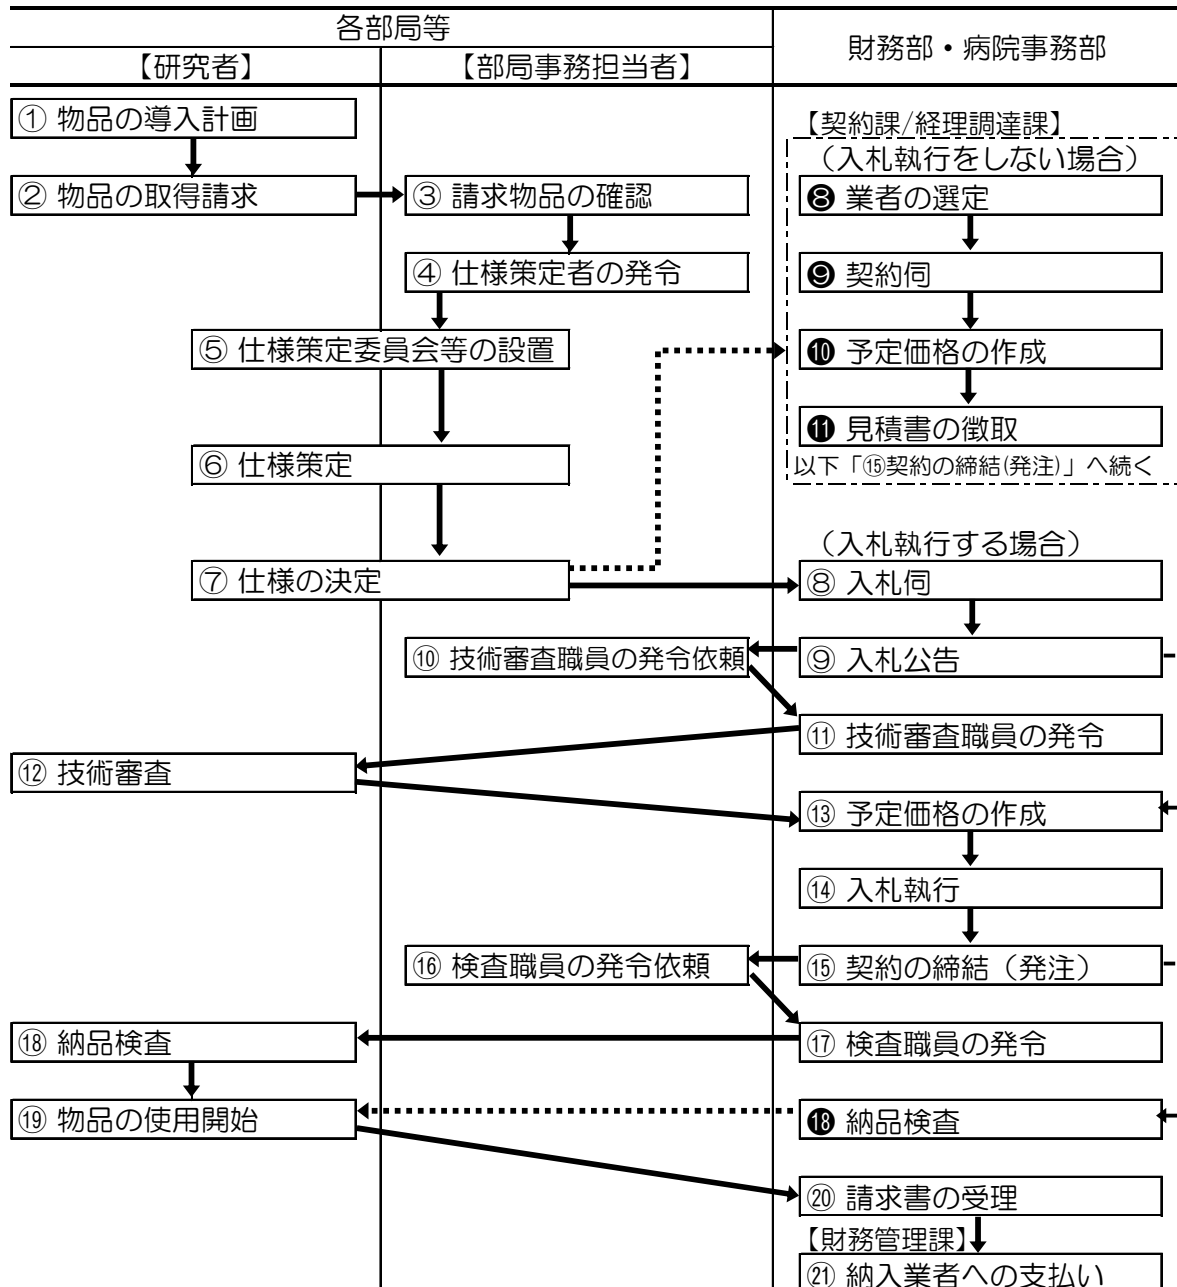 各部局等
財務部・病院事務部
【研究者】
【部局事務担当者】
① 物品の導入計画
【契約課/経理調達課】
（入札執行をしない場合）
② 物品の取得請求
③ 請求物品の確認
❽ 業者の選定
④ 仕様策定者の発令
❾ 契約伺
⑤ 仕様策定委員会等の設置
❿ 予定価格の作成
⓫ 見積書の徴取
⑥ 仕様策定
以下「⑮契約の締結(発注)」へ続く
（入札執行する場合）
⑦ 仕様の決定
⑧ 入札伺
⑩ 技術審査職員の発令依頼
⑨ 入札公告
⑪ 技術審査職員の発令
⑫ 技術審査
⑬ 予定価格の作成
⑭ 入札執行
⑯ 検査職員の発令依頼
⑮ 契約の締結（発注）
⑱ 納品検査
⑰ 検査職員の発令
⑲ 物品の使用開始
⓲ 納品検査
⑳ 請求書の受理
【財務管理課】
㉑ 納入業者への支払い